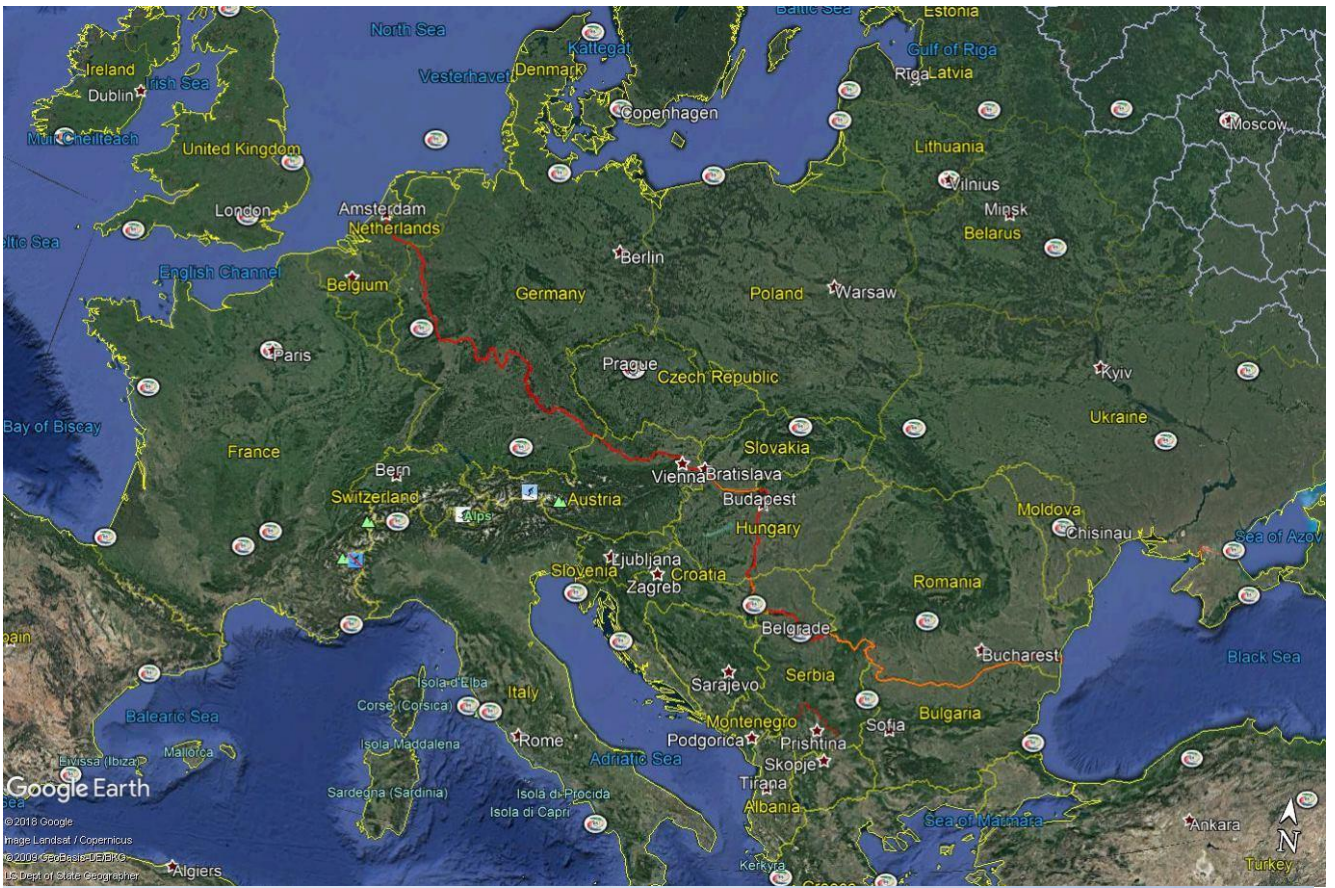 Baltic Sea
Estonia
North Sea
Kattegat
Gulf of Riga
Ireland
Irish Sea
Vesterhavet
Denmark
Rīga
Latvia
Dublin
Copenhagen
Moscow
Muir Cheilteach
United Kingdom
Lithuania
Vilnius
London
Amsterdam
Netherlands
Minsk
Belarus
eltic Sea
Berlin
English Channel
Belgium
Germany
Poland
Warsaw
Paris
Prague
Czech Republic
Kyiv
Ukraine
Bay of Biscay
France
Slovakia
Bern
Vienna
Bratislava
Switzerland
Austria
Budapest
Alps
Hungary
Moldova
Chisinau
Sea of Azov
Ljubljana
Slovenia
Croatia
Zagreb
Romania
Belgrade
pain
Bucharest
Black Sea
Serbia
Sarajevo
Isola d'Elba
Italy
Corse (Corsica)
Balearic Sea
Montenegro
Bulgaria
Sofia
Rome
Podgorica
Prishtina
Isola Maddalena
Mallorca
Adriatic Sea
Skopje
Eivissa (Ibiza)
Tirana
Google Earth
Sardegna (Sardinia)
Isola di Procida
Isola di Capri
Albania
Sea of Marmara
Ankara
© 2018 Google
Image Landsat / Copernicus
© 2009 GeoBasis-DE/BKG
US Dept of State Geographer
N
Algiers
Kerkyra
Turkey
Greece